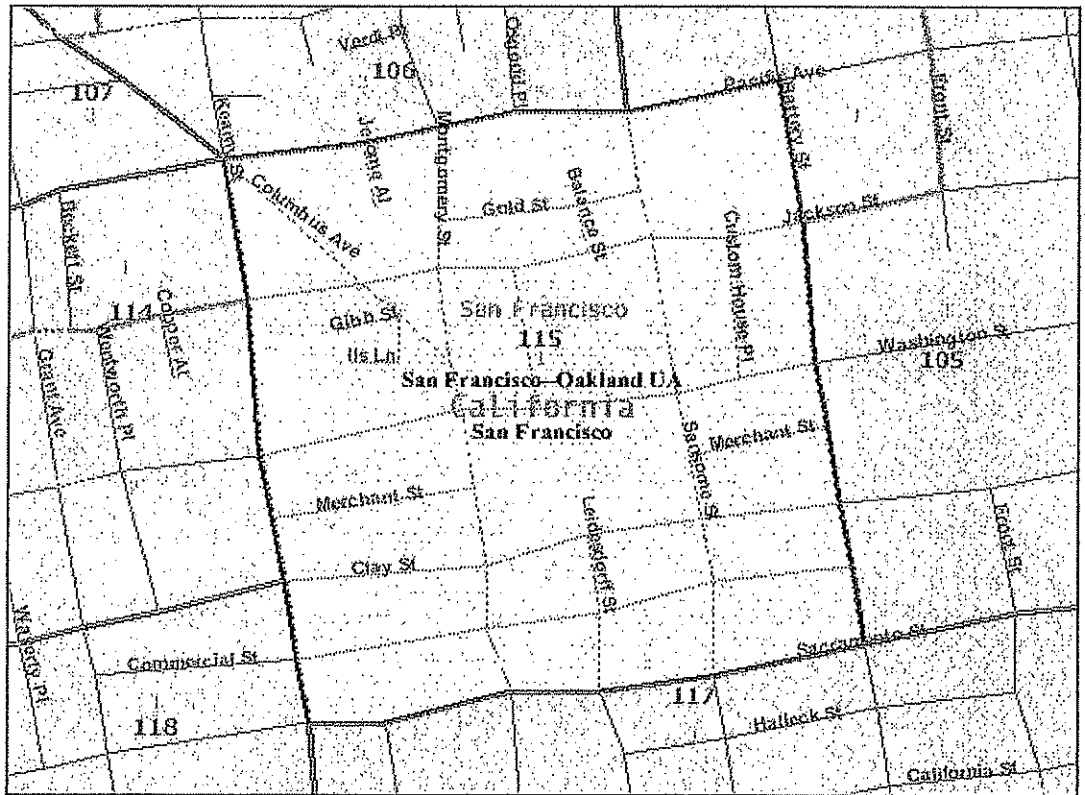 Verdi Pl
Osgood Pl
106
107
Pacific Ave
Kearny St
Jerome Al
Montgomery St
Battery St
Front St
Columbus Ave
Balance St
Gold St
Jackson St
Beckett St
Custom House Pl
114
Cooper Al
Gibb St
San Francisco
115
Washington St
105
Ils Ln
Grant Ave
Wentworth Pl
San Francisco--Oakland UA
California
San Francisco
Merchant St
Sansome St
Merchant St
Leidesdorff St
Front St
Clay St
Waverly Pl
Commercial St
Sacramento St
117
118
Halleck St
California St